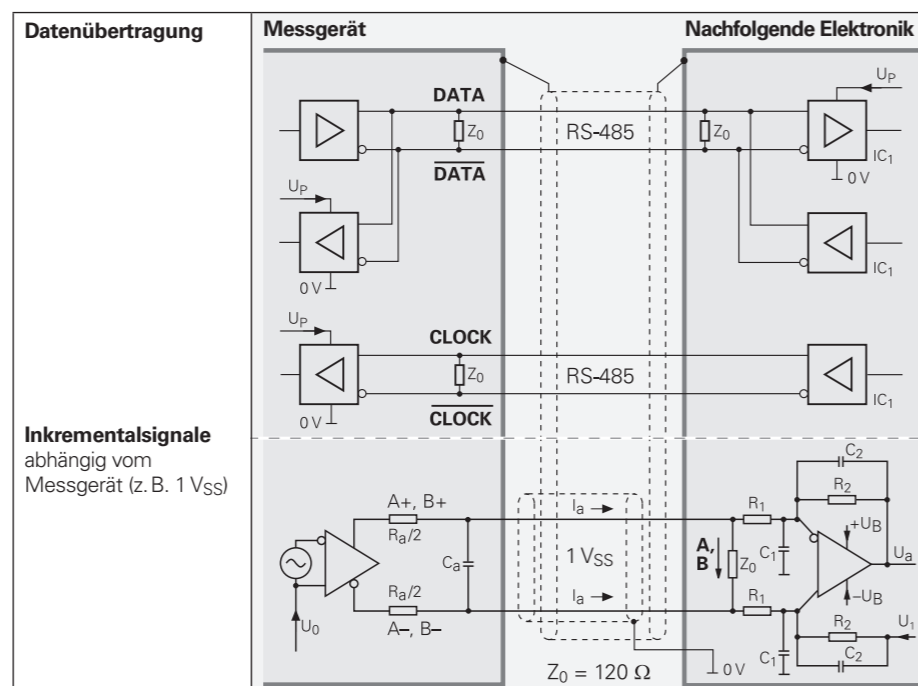 Datenübertragung
Messgerät
Nachfolgende Elektronik
DATA
Z0
RS-485
Z0
DATA
UP
IC1
0 V
UP
0 V
IC1
UP
CLOCK
Z0
RS-485
CLOCK
0 V
IC1
Inkrementalsignale
abhängig vom
Messgerät (z. B. 1 VSS)
A+, B+
Ra/2
Ca
Ra/2
A–, B–
U0
Ia
1 VSS
Ia
Z0 = 120 Ω
0 V
A,
B
Z0
R1
C1
R1
C1
C2
R2
+UB
Ua
–UB
R2
U1
C2